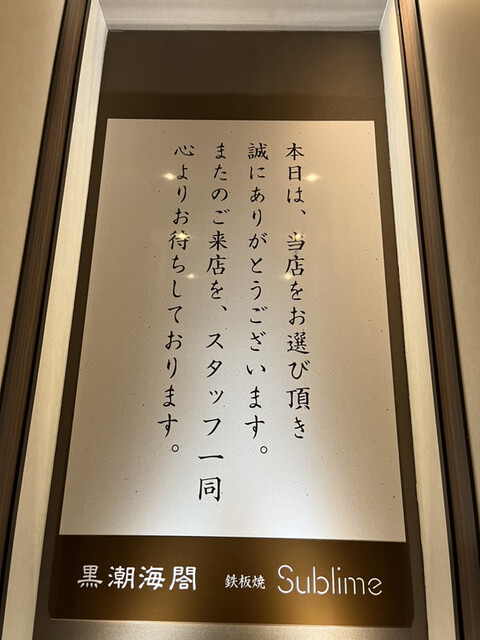 本日は、当店をお選び頂き
誠にありがとうございます。
またのご来店を、スタッフ一同
心よりお待ちしております。
黒潮海閣 鉄板焼 Sublime